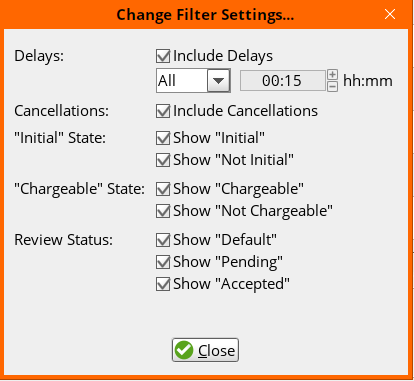 Change Filter Settings...
Delays: Include Delays
All 00:15 hh:mm
Cancellations: Include Cancellations
"Initial" State: Show "Initial"
Show "Not Initial"
"Chargeable" State: Show "Chargeable"
Show "Not Chargeable"
Review Status: Show "Default"
Show "Pending"
Show "Accepted"
Close